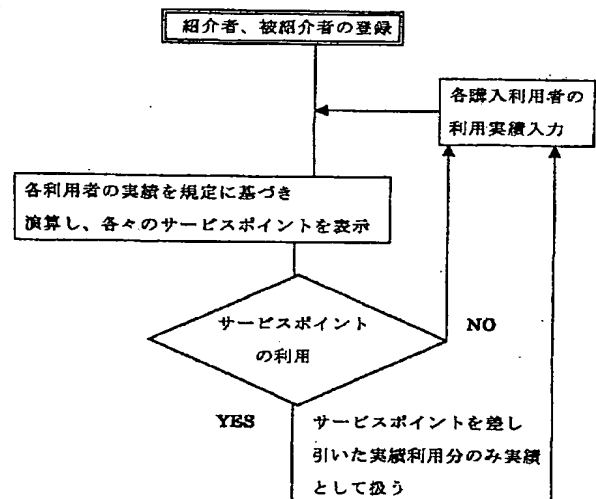 紹介者、被紹介者の登録
各購入利用者の
利用実績入力
各利用者の実績を規定に基づき
演算し、各々のサービスポイントを表示
サービスポイント
の利用
NO
YES
サービスポイントを差し
引いた実績利用分のみ実績
として扱う